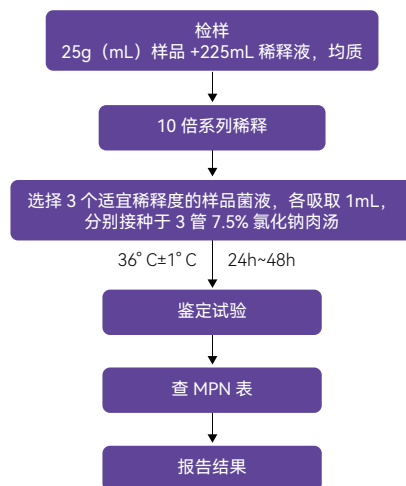 检样
25g（mL）样品 +225mL 稀释液，均质
10 倍系列稀释
选择 3 个适宜稀释度的样品菌液，各吸取 1mL，
分别接种于 3 管 7.5% 氯化钠肉汤
36°C±1°C 24h~48h
鉴定试验
查 MPN 表
报告结果